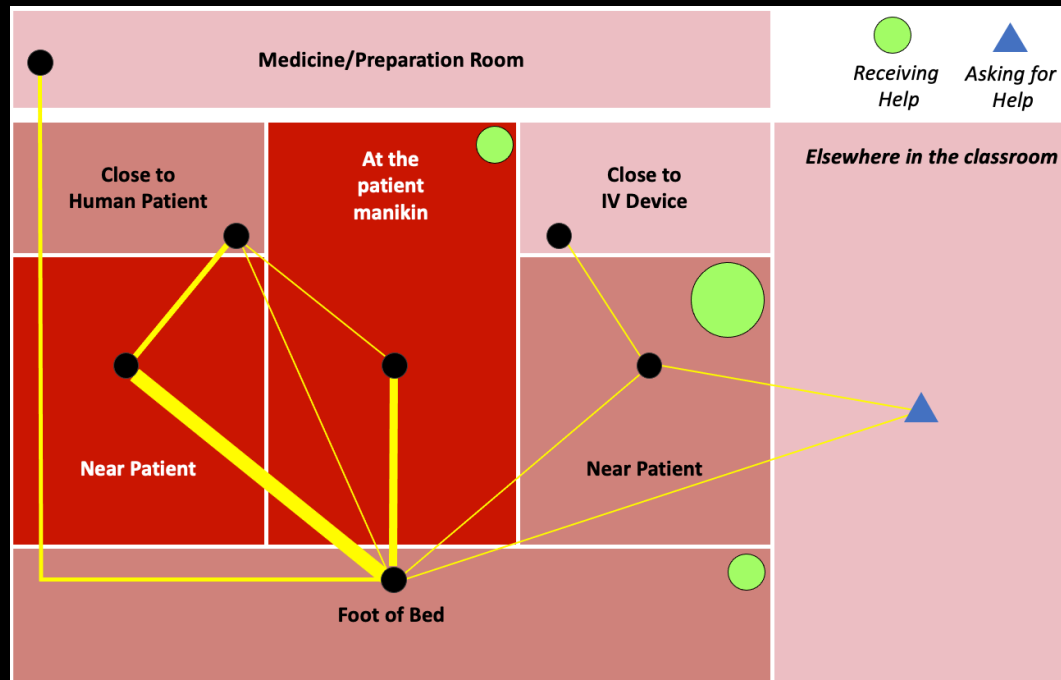 Medicine/Preparation Room
Receiving
Help
Asking for
Help
Close to
Human Patient
At the
patient
manikin
Close to
IV Device
Elsewhere in the classroom
Near Patient
Near Patient
Foot of Bed